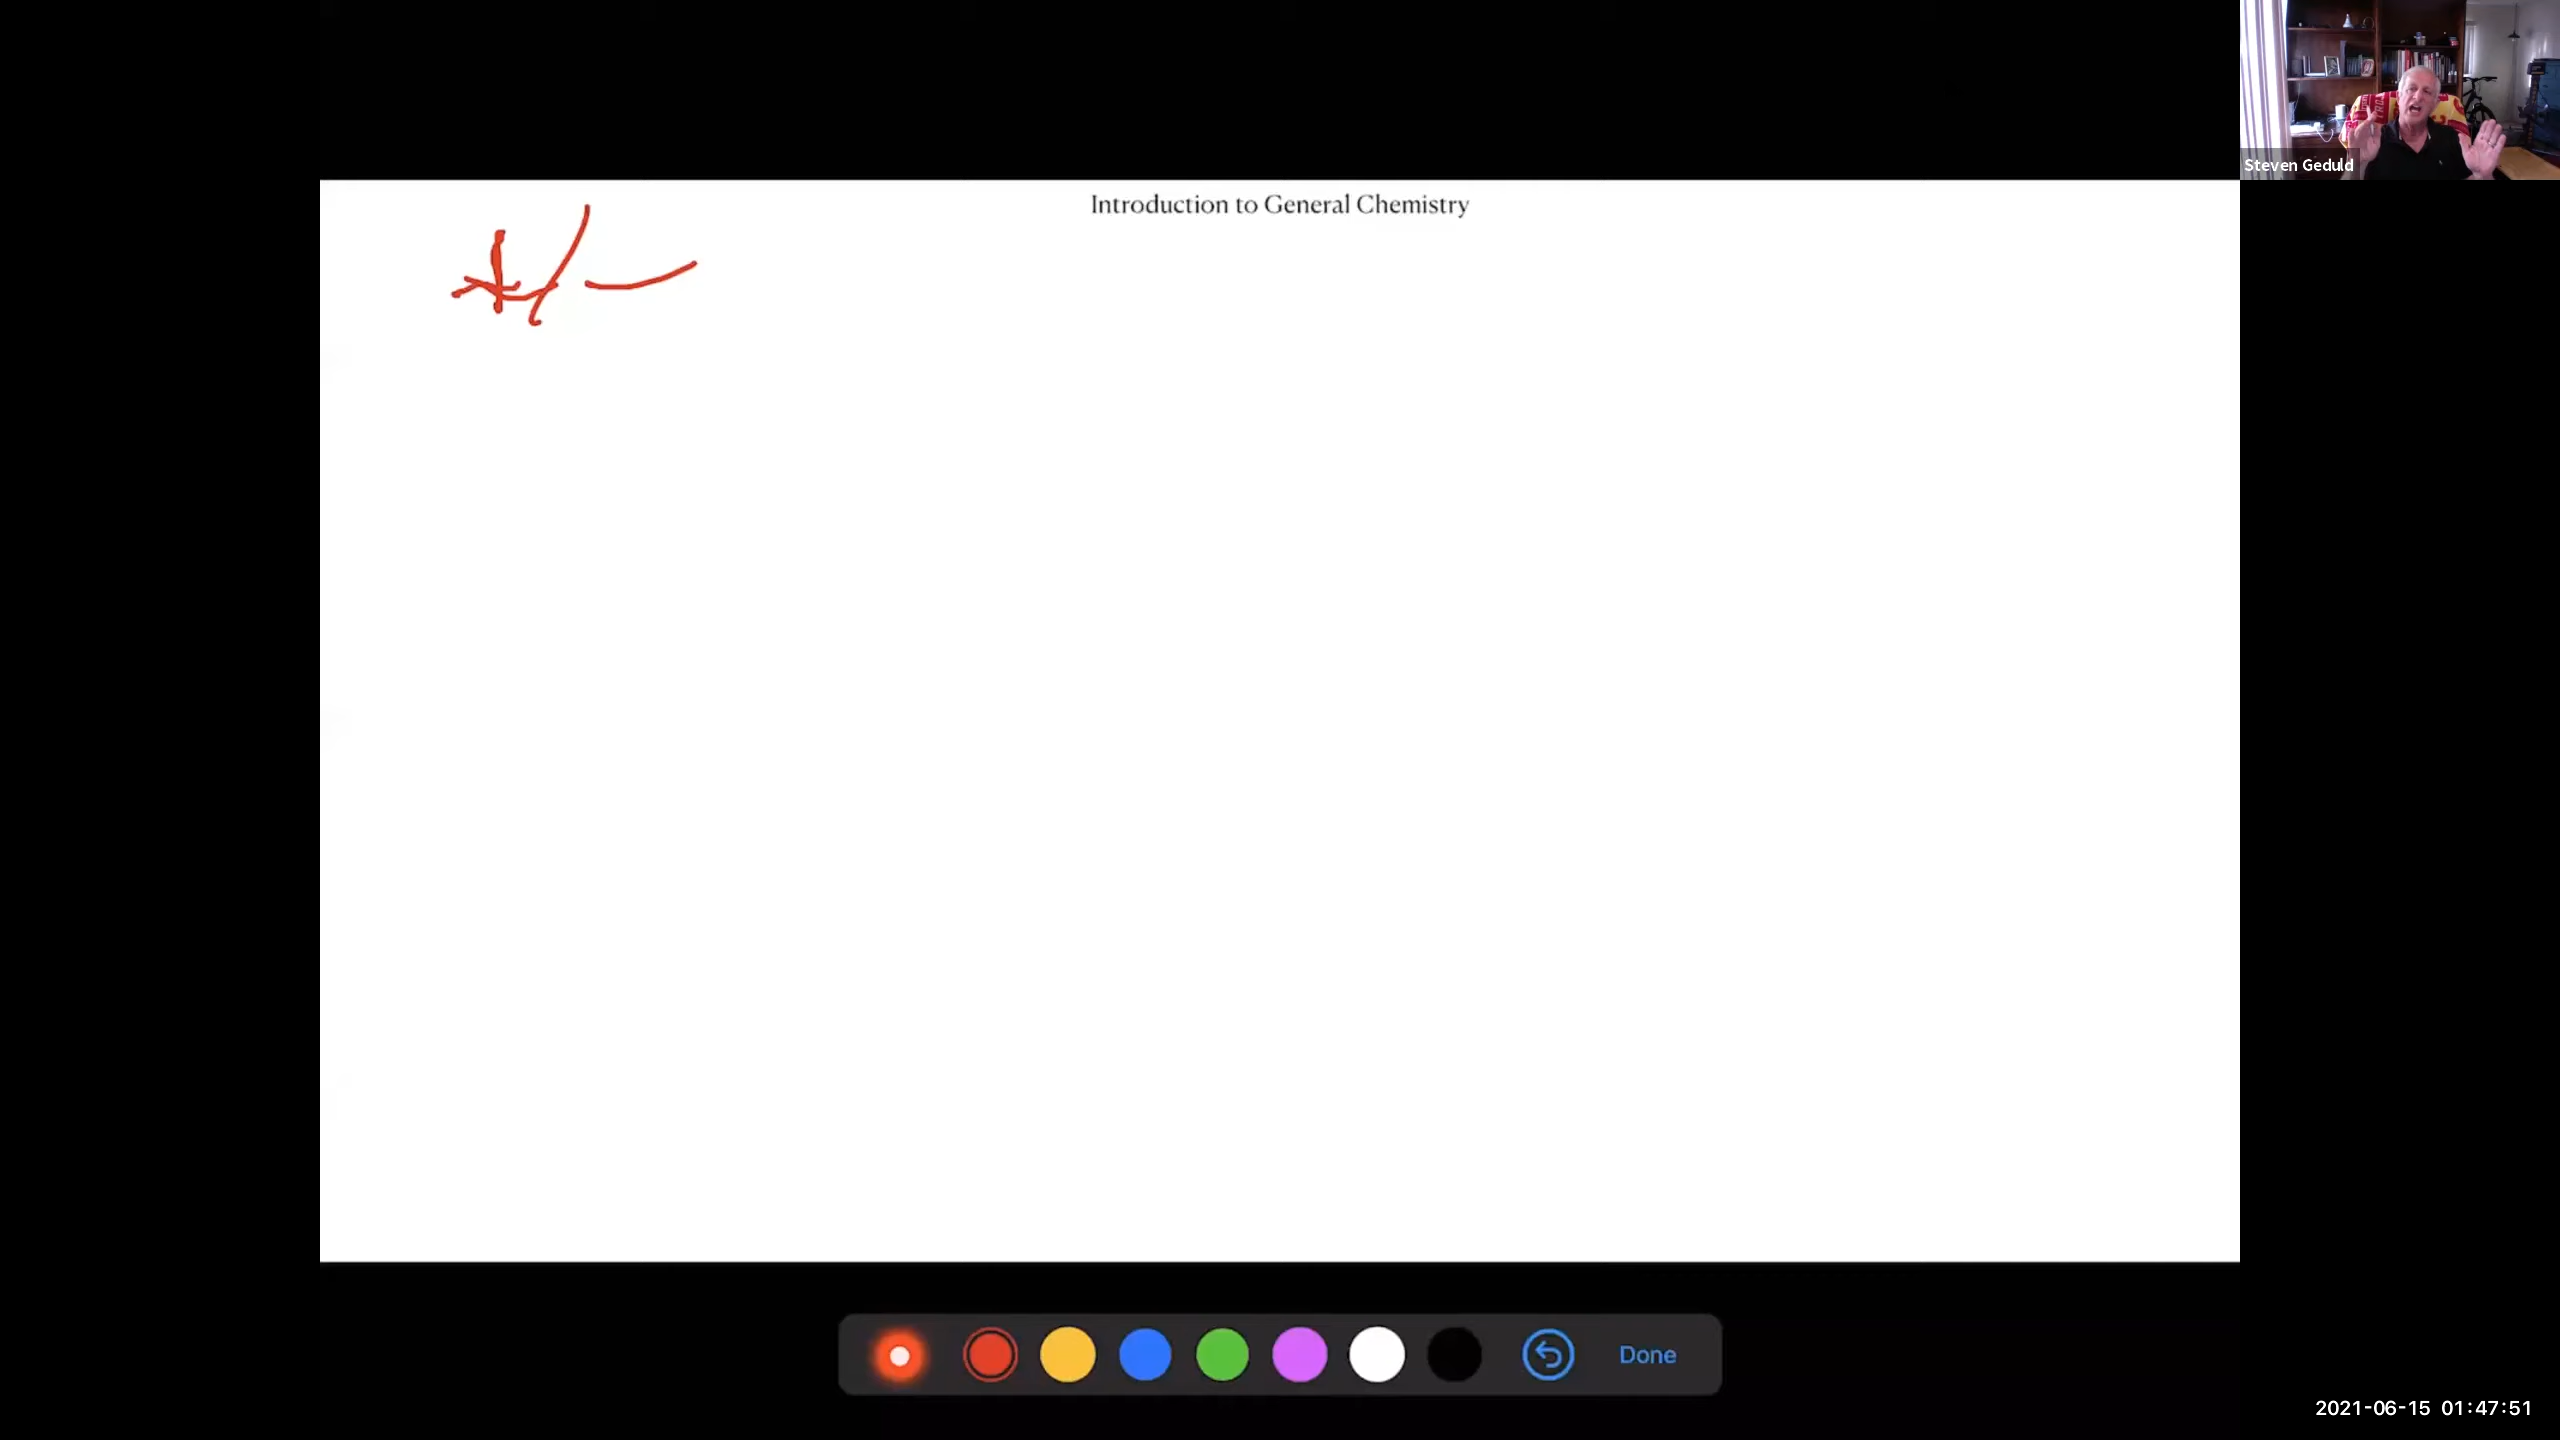 Introduction to General Chemistry
+/-
Steven Geduld
Done
2021-06-15 01:47:51